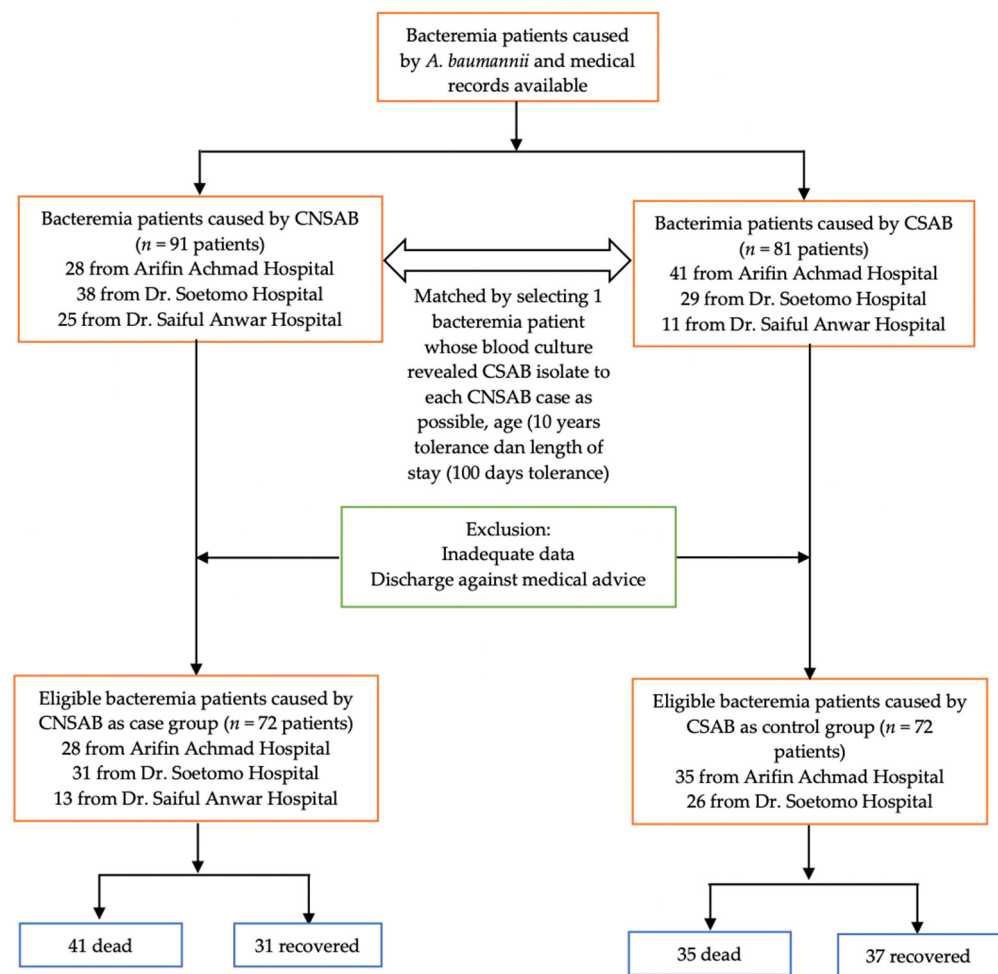 Bacteremia patients caused
by A. baumannii and medical
records available
Bacteremia patients caused by CNSAB
(n = 91 patients)
28 from Arifin Achmad Hospital
38 from Dr. Soetomo Hospital
25 from Dr. Saiful Anwar Hospital
Matched by selecting 1
bacteremia patient
whose blood culture
revealed CSAB isolate to
each CNSAB case as
possible, age (10 years
tolerance dan length of
stay (100 days tolerance)
Bacterimia patients caused by CSAB
(n = 81 patients)
41 from Arifin Achmad Hospital
29 from Dr. Soetomo Hospital
11 from Dr. Saiful Anwar Hospital
Exclusion:
Inadequate data
Discharge against medical advice
Eligible bacteremia patients caused by
CNSAB as case group (n = 72 patients)
28 from Arifin Achmad Hospital
31 from Dr. Soetomo Hospital
13 from Dr. Saiful Anwar Hospital
Eligible bacteremia patients caused by
CSAB as control group (n = 72
patients)
35 from Arifin Achmad Hospital
26 from Dr. Soetomo Hospital
41 dead
31 recovered
35 dead
37 recovered